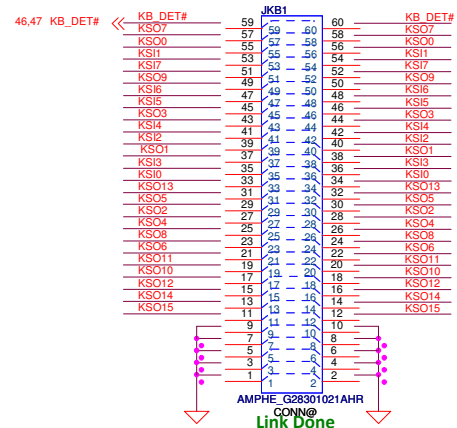 JKB1
46,47 KB_DET# 59 59 60 60 KB_DET#
KSO7 57 57 58 58 KSO7
KSO0 55 55 56 56 KSO0
KSI1 53 53 54 54 KSI1
KSI7 51 51 52 52 KSI7
KSO9 49 49 50 50 KSO9
KSI6 47 47 48 48 KSI6
KSI5 45 45 46 46 KSI5
KSO3 43 43 44 44 KSO3
KSI4 41 41 42 42 KSI4
KSI2 39 39 40 40 KSI2
KSO1 37 37 38 38 KSO1
KSI3 35 35 36 36 KSI3
KSI0 33 33 34 34 KSI0
KSO13 31 31 32 32 KSO13
KSO5 29 29 30 30 KSO5
KSO2 27 27 28 28 KSO2
KSO4 25 25 26 26 KSO4
KSO8 23 23 24 24 KSO8
KSO6 21 21 22 22 KSO6
KSO11 19 19 20 20 KSO11
KSO10 17 17 18 18 KSO10
KSO12 15 15 16 16 KSO12
KSO14 13 13 14 14 KSO14
KSO15 11 11 12 12 KSO15
9 9 10 10
7 7 8 8
5 5 6 6
3 3 4 4
1 1 2 2
AMPHE_G28301021AHR
CONN@
Link Done